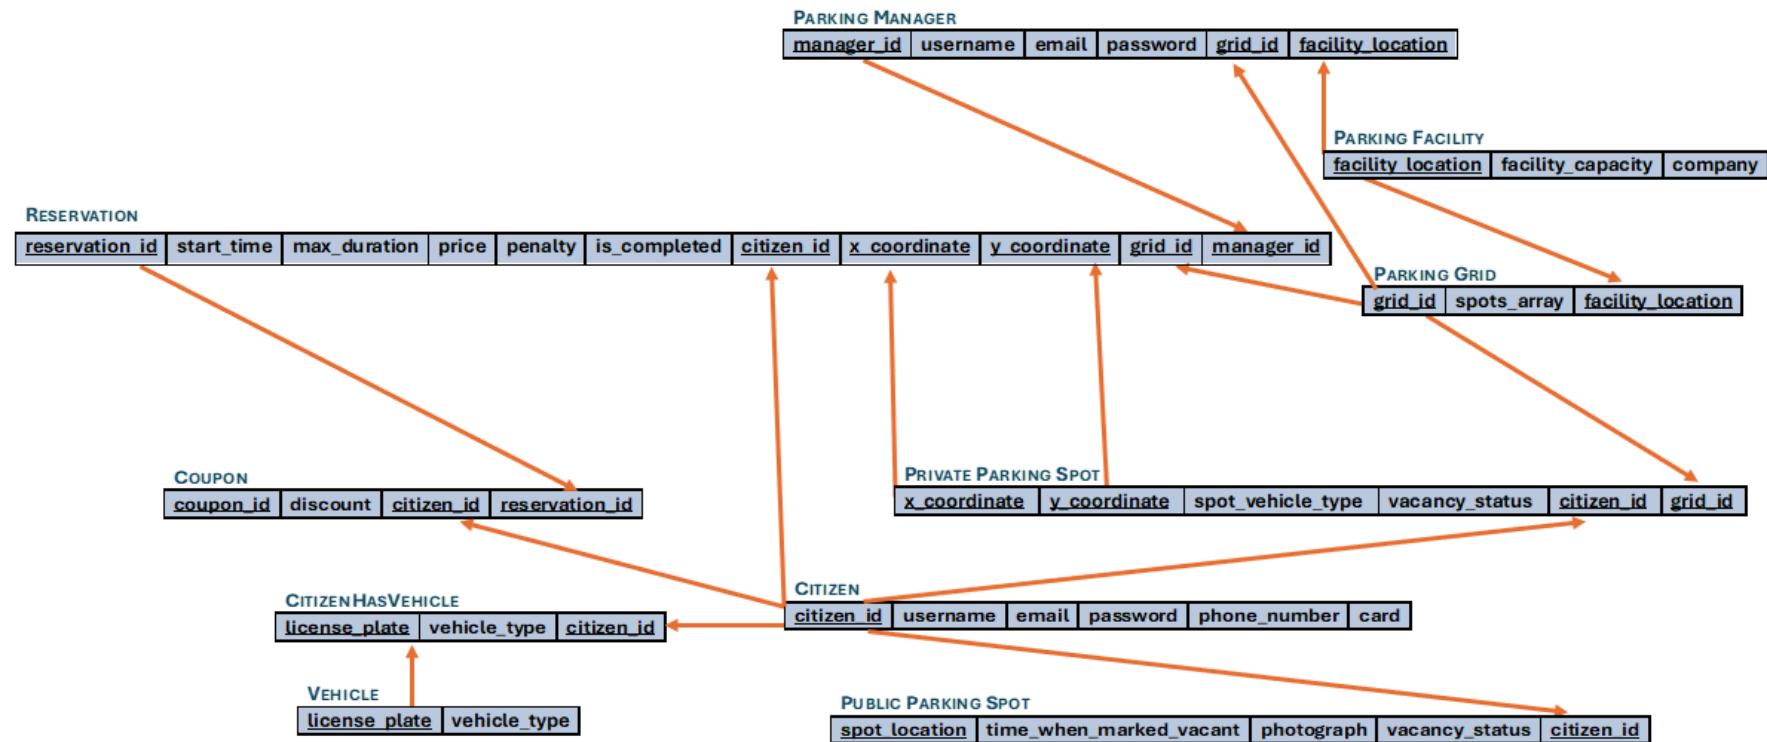 PARKING MANAGER
manager_id username email password grid_id facility_location
PARKING FACILITY
facility_location facility_capacity company
RESERVATION
reservation_id start_time max_duration price penalty is_completed citizen_id x_coordinate y_coordinate grid_id manager_id
PARKING GRID
grid_id spots_array facility_location
COUPON
coupon_id discount citizen_id reservation_id
PRIVATE PARKING SPOT
x_coordinate y_coordinate spot_vehicle_type vacancy_status citizen_id grid_id
CITIZEN
citizen_id username email password phone_number card
CITIZENHASVEHICLE
license_plate vehicle_type citizen_id
VEHICLE
license_plate vehicle_type
PUBLIC PARKING SPOT
spot_location time_when_marked_vacant photograph vacancy_status citizen_id